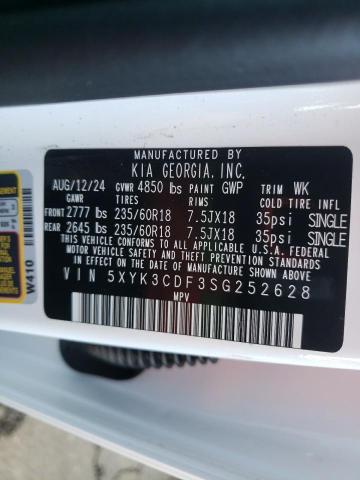 MANUFACTURED BY
KIA GEORGIA, INC.
AUG/12/24 GVWR 4850 lbs PAINT GWP TRIM WK
GAWR TIRES RIMS COLD TIRE INFL
FRONT 2777 lbs 235/60R18 7.5JX18 35psi SINGLE
REAR 2645 lbs 235/60R18 7.5JX18 35psi SINGLE
THIS VEHICLE CONFORMS TO ALL APPLICABLE U.S. FEDERAL
MOTOR VEHICLE SAFETY AND THEFT PREVENTION STANDARDS
IN EFFECT ON THE DATE OF MANUFACTURE SHOWN ABOVE. MADE IN U.S.A.
VIN 5XYK3CDF3SG252628
MPV
W410